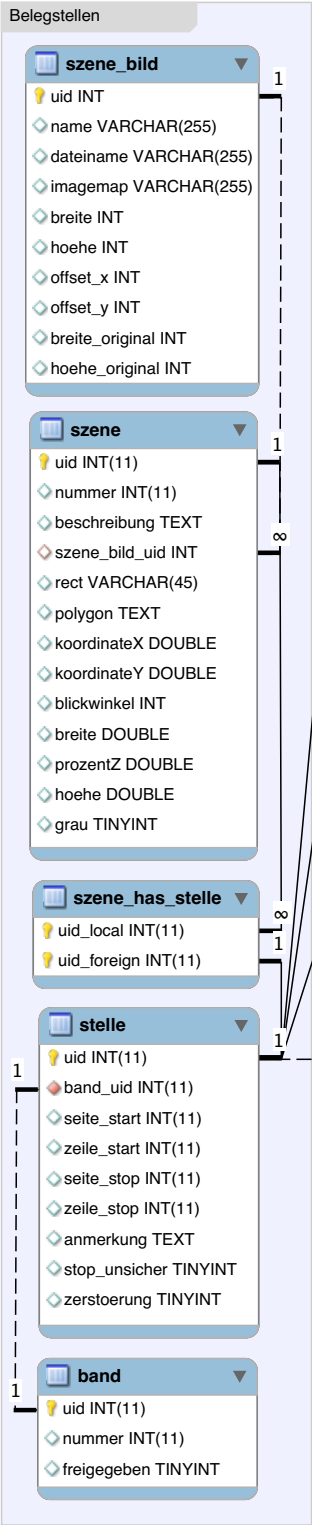 Belegstellen
szene_bild
1
uid INT
name VARCHAR(255)
dateiname VARCHAR(255)
imagemap VARCHAR(255)
breite INT
hoehe INT
offset_x INT
offset_y INT
breite_original INT
hoehe_original INT
szene
1
uid INT(11)
nummer INT(11)
beschreibung TEXT
∞
szene_bild_uid INT
rect VARCHAR(45)
polygon TEXT
koordinateX DOUBLE
koordinateY DOUBLE
blickwinkel INT
breite DOUBLE
prozentZ DOUBLE
hoehe DOUBLE
grau TINYINT
szene_has_stelle
∞
uid_local INT(11)
1
uid_foreign INT(11)
stelle
1
uid INT(11)
1
band_uid INT(11)
seite_start INT(11)
zeile_start INT(11)
seite_stop INT(11)
zeile_stop INT(11)
anmerkung TEXT
stop_unsicher TINYINT
zerstoerung TINYINT
band
1
uid INT(11)
nummer INT(11)
freigegeben TINYINT